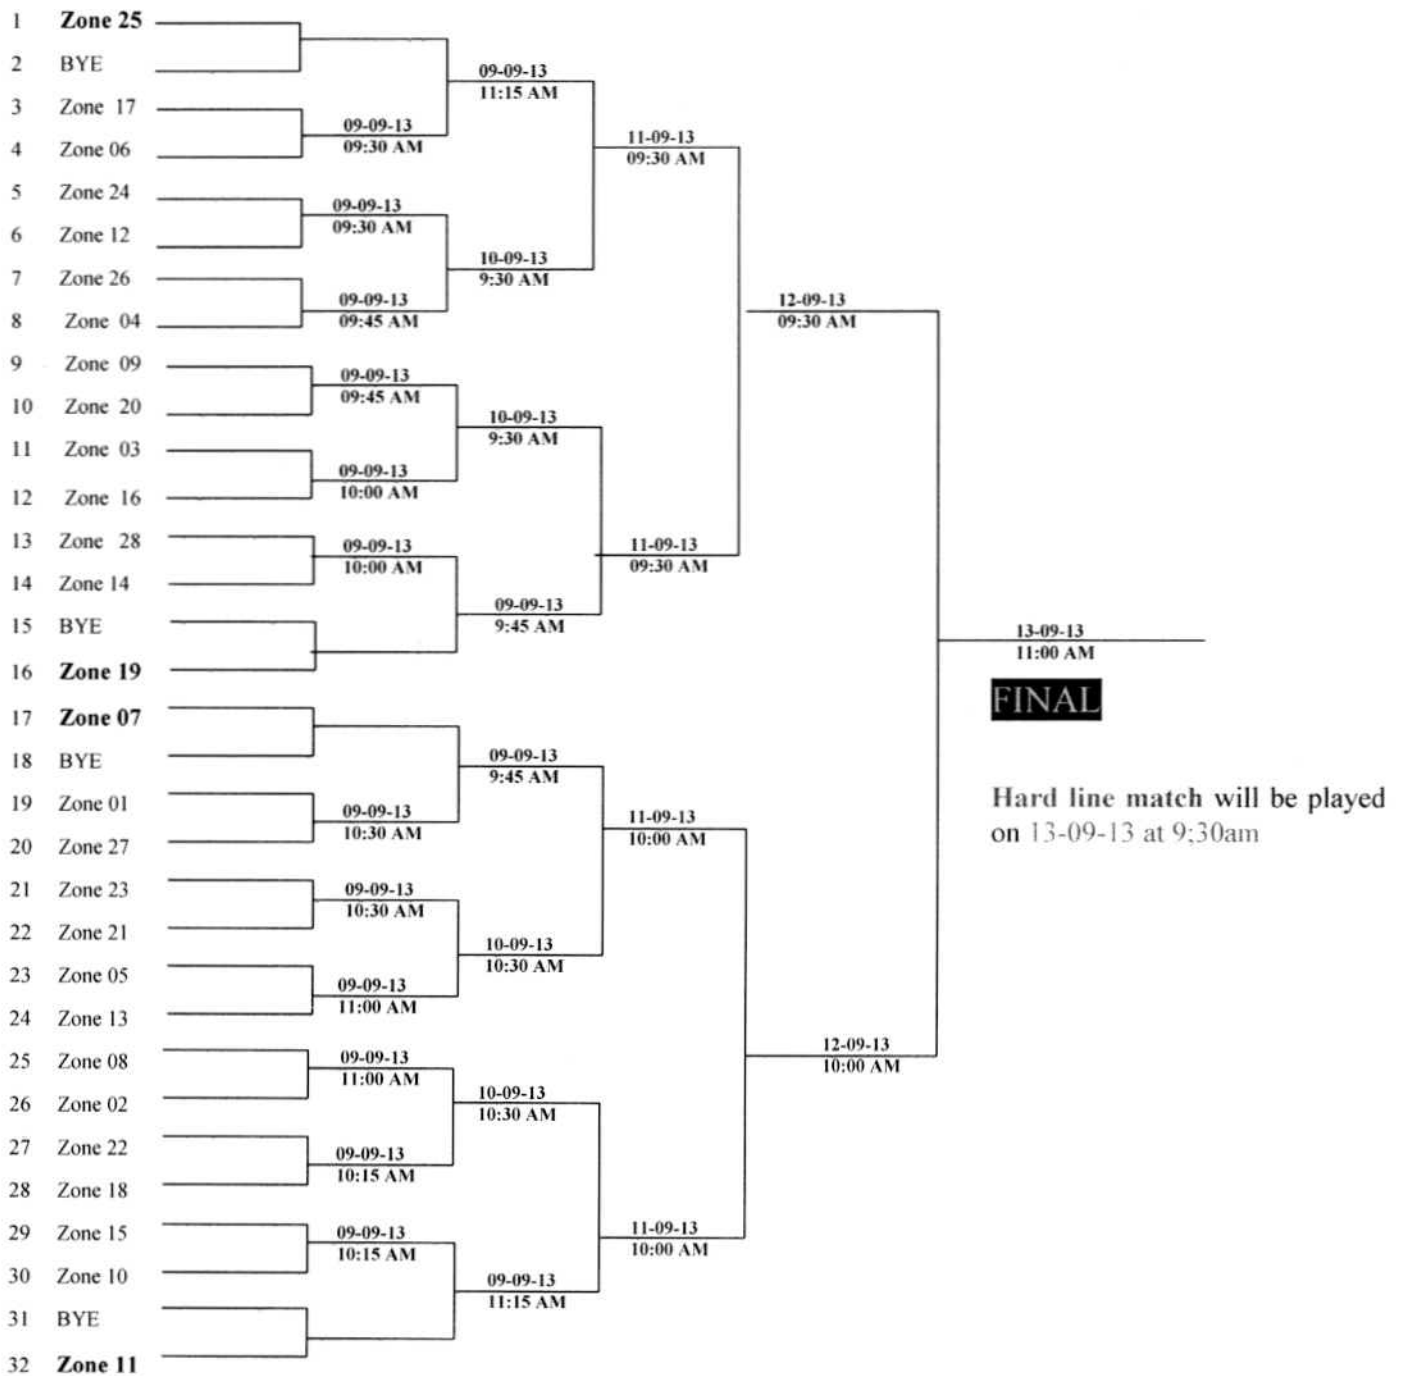 1 Zone 25
2 BYE
09-09-13
11:15 AM
3 Zone 17
09-09-13
09:30 AM
4 Zone 06
11-09-13
09:30 AM
5 Zone 24
09-09-13
09:30 AM
6 Zone 12
10-09-13
9:30 AM
7 Zone 26
09-09-13
09:45 AM
8 Zone 04
12-09-13
09:30 AM
9 Zone 09
09-09-13
09:45 AM
10 Zone 20
10-09-13
9:30 AM
11 Zone 03
09-09-13
10:00 AM
12 Zone 16
13 Zone 28
09-09-13
10:00 AM
11-09-13
09:30 AM
14 Zone 14
09-09-13
9:45 AM
15 BYE
16 Zone 19
13-09-13
11:00 AM
FINAL
17 Zone 07
18 BYE
09-09-13
9:45 AM
19 Zone 01
09-09-13
10:30 AM
20 Zone 27
11-09-13
10:00 AM
Hard line match will be played
on 13-09-13 at 9;30am
21 Zone 23
09-09-13
10:30 AM
22 Zone 21
10-09-13
10:30 AM
23 Zone 05
09-09-13
11:00 AM
24 Zone 13
12-09-13
10:00 AM
25 Zone 08
09-09-13
11:00 AM
26 Zone 02
10-09-13
10:30 AM
27 Zone 22
09-09-13
10:15 AM
28 Zone 18
29 Zone 15
09-09-13
10:15 AM
11-09-13
10:00 AM
30 Zone 10
09-09-13
11:15 AM
31 BYE
32 Zone 11